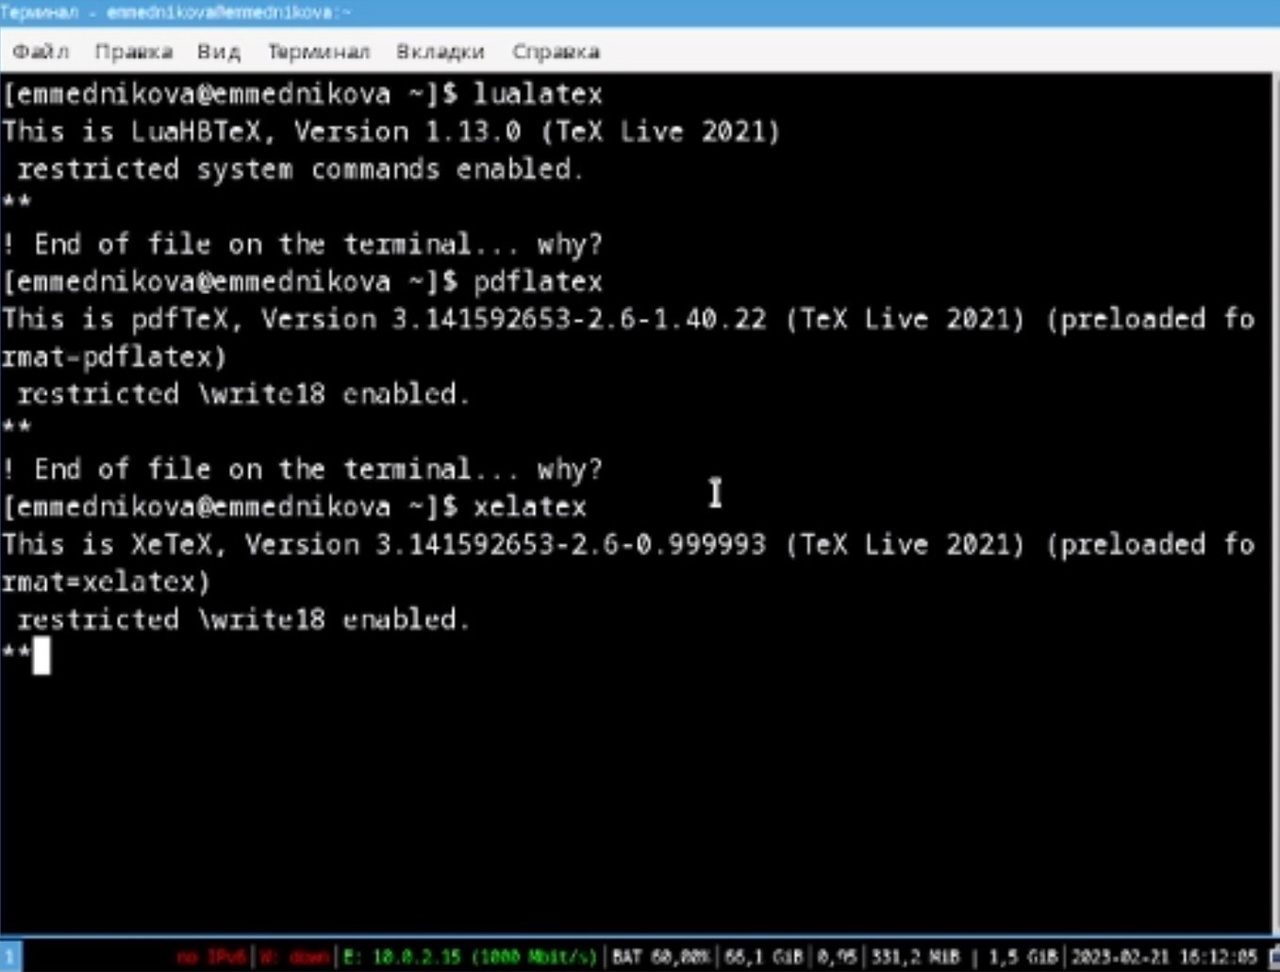 Терминал - emmednikova@emmednikova:~
Файл Правка Вид Терминал Вкладки Справка
[emmednikova@emmednikova ~]$ lualatex
This is LuaHBTeX, Version 1.13.0 (TeX Live 2021)
 restricted system commands enabled.
**
! End of file on the terminal... why?
[emmednikova@emmednikova ~]$ pdflatex
This is pdfTeX, Version 3.141592653-2.6-1.40.22 (TeX Live 2021) (preloaded fo
rmat=pdflatex)
 restricted \write18 enabled.
**
! End of file on the terminal... why?
[emmednikova@emmednikova ~]$ xelatex
This is XeTeX, Version 3.141592653-2.6-0.999993 (TeX Live 2021) (preloaded fo
rmat=xelatex)
 restricted \write18 enabled.
**
1 no IPv6 | W: down | E: 10.0.2.15 (1000 Mbit/s) | BAT 60,00% | 66,1 GiB | 0,95 | 331,2 MiB | 1,5 GiB | 2023-02-21 16:12:05